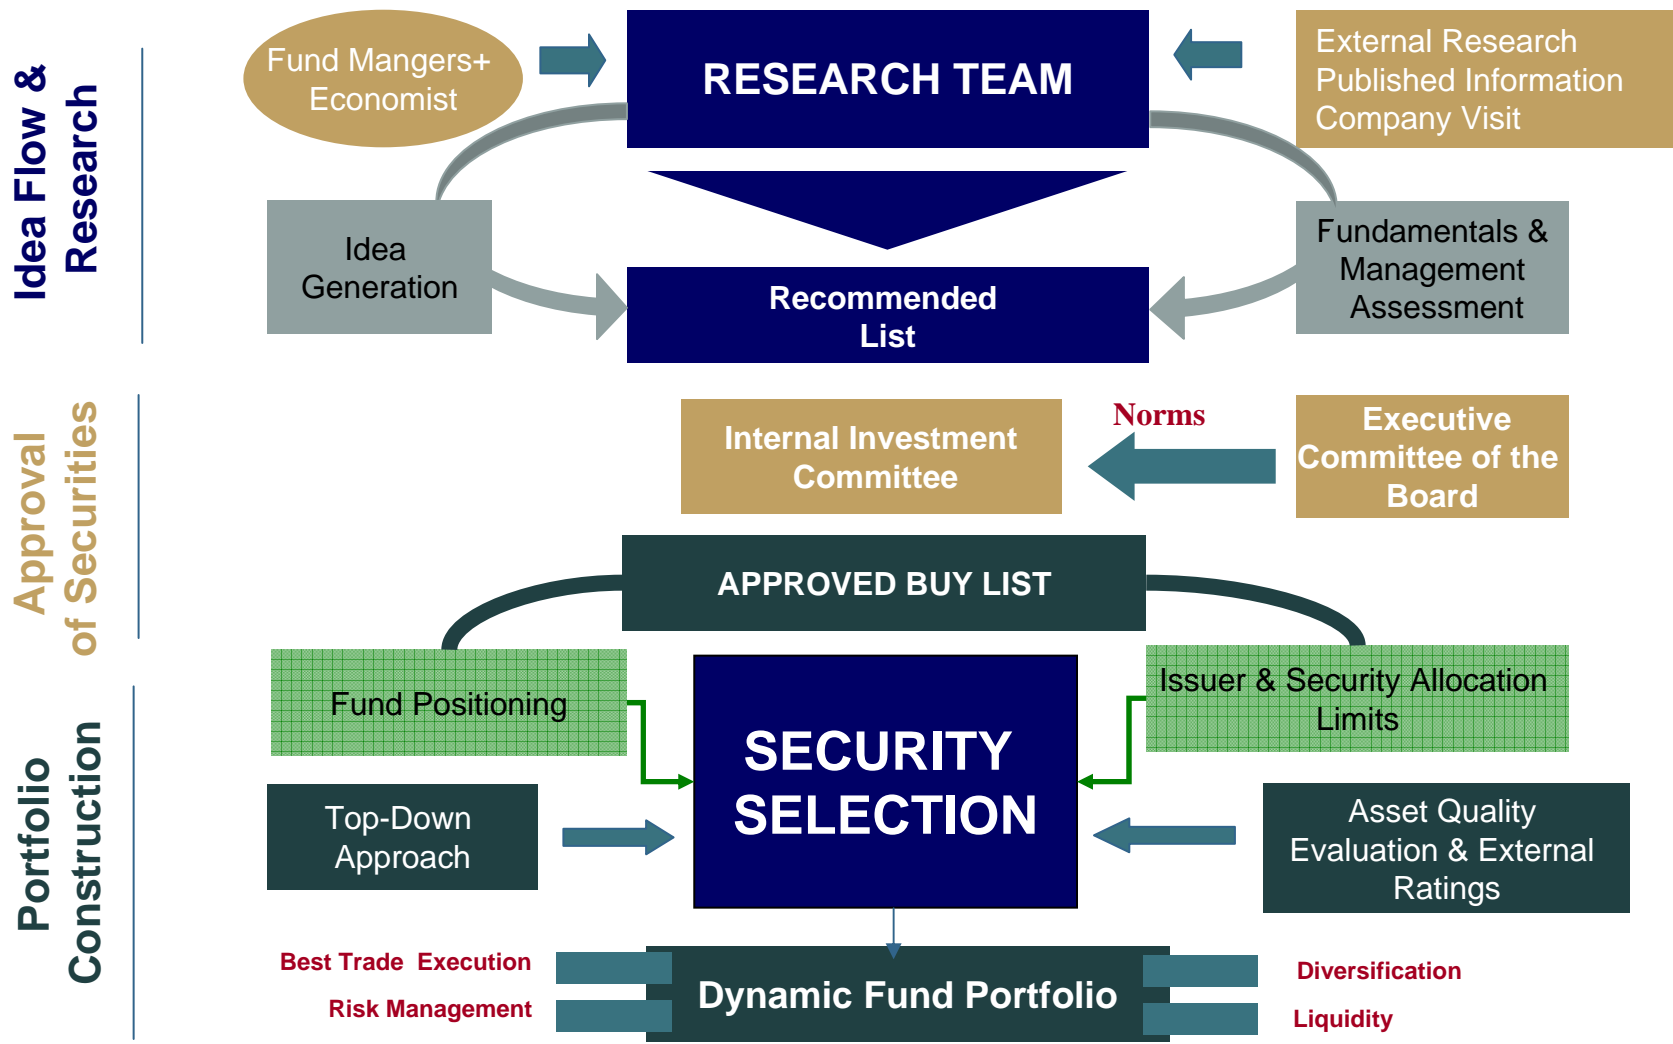 Idea Flow &
Research
Fund Mangers+
Economist
RESEARCH TEAM
External Research
Published Information
Company Visit
Idea
Generation
Recommended
List
Fundamentals &
Management
Assessment
Approval
of Securities
Internal Investment
Committee
Norms
Executive
Committee of the
Board
APPROVED BUY LIST
Portfolio
Construction
Fund Positioning
SECURITY
SELECTION
Issuer & Security Allocation
Limits
Top-Down
Approach
Asset Quality
Evaluation & External
Ratings
Best Trade  Execution
Risk Management
Dynamic Fund Portfolio
Diversification
Liquidity